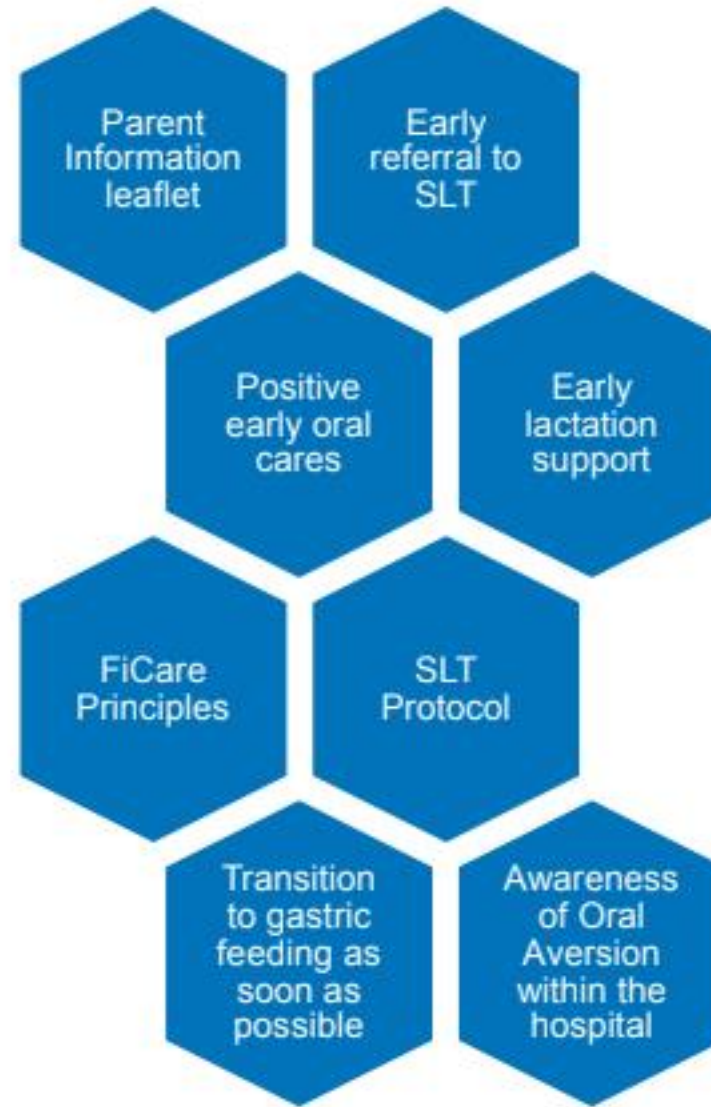 Parent
Information
leaflet
Early
referral to
SLT
Positive
early oral
cares
Early
lactation
support
FiCare
Principles
SLT
Protocol
Transition
to gastric
feeding as
soon as
possible
Awareness
of Oral
Aversion
within the
hospital